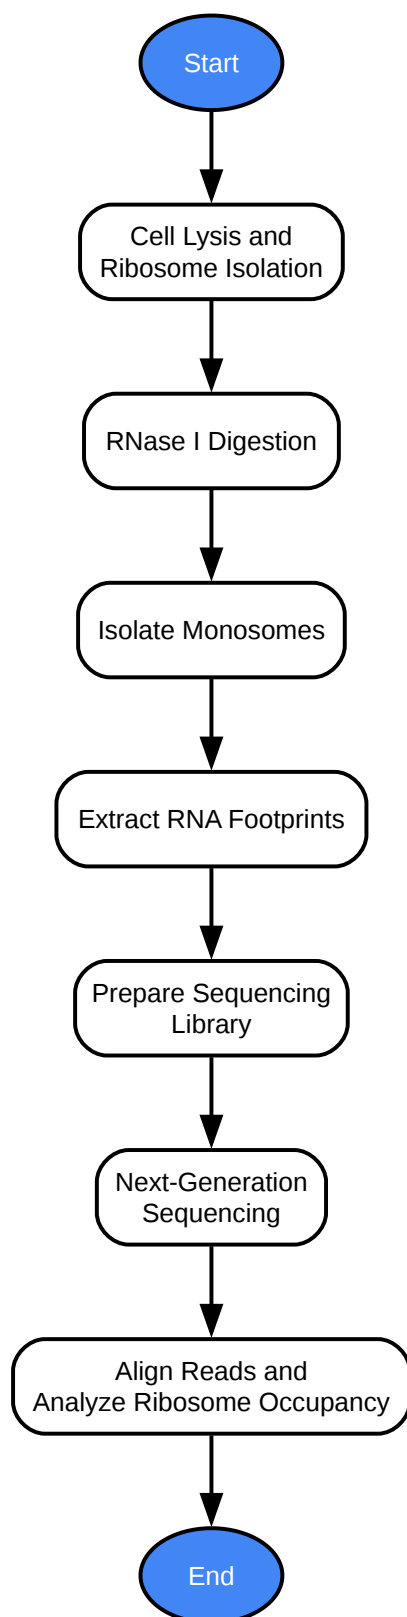 Start
Cell Lysis and
Ribosome Isolation
RNase I Digestion
Isolate Monosomes
Extract RNA Footprints
Prepare Sequencing
Library
Next-Generation
Sequencing
Align Reads and
Analyze Ribosome Occupancy
End